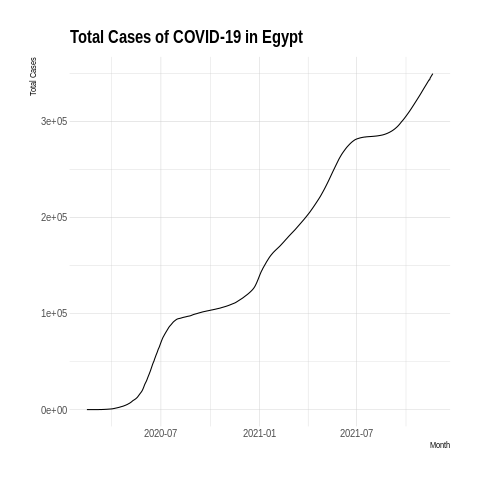 Total Cases of COVID-19 in Egypt
Total Cases
3e+05
2e+05
1e+05
0e+00
2020-07 2021-01 2021-07
Month